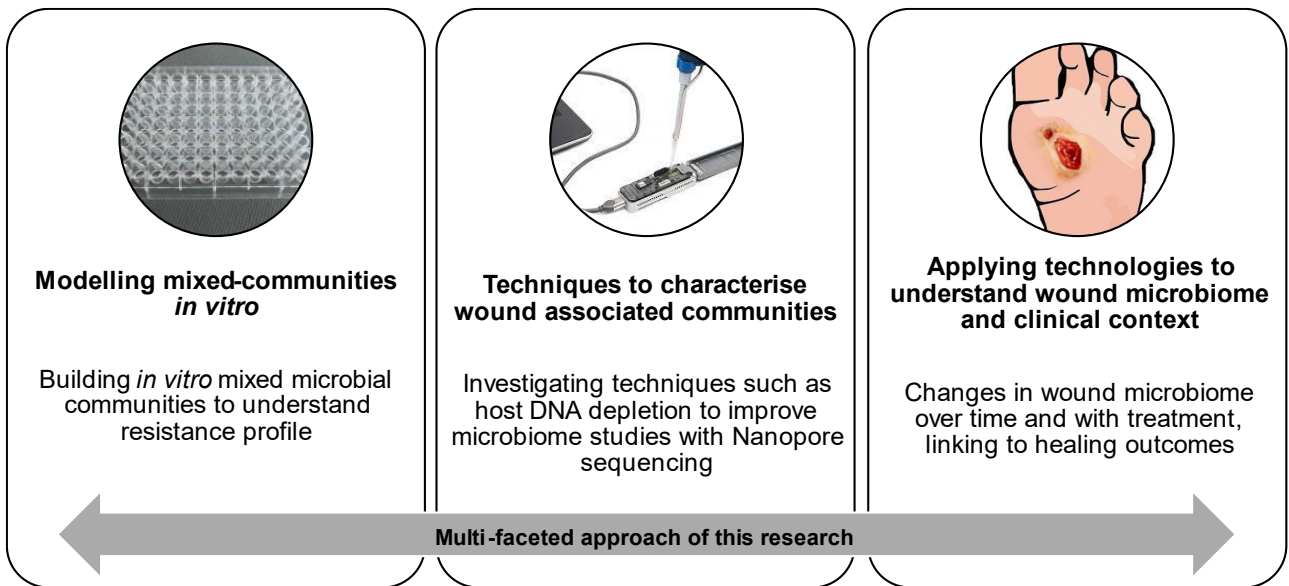 Modelling mixed-communities
in vitro
Building in vitro mixed microbial
communities to understand
resistance profile
Techniques to characterise
wound associated communities
Investigating techniques such as
host DNA depletion to improve
microbiome studies with Nanopore
sequencing
Applying technologies to
understand wound microbiome
and clinical context
Changes in wound microbiome
over time and with treatment,
linking to healing outcomes
Multi-faceted approach of this research